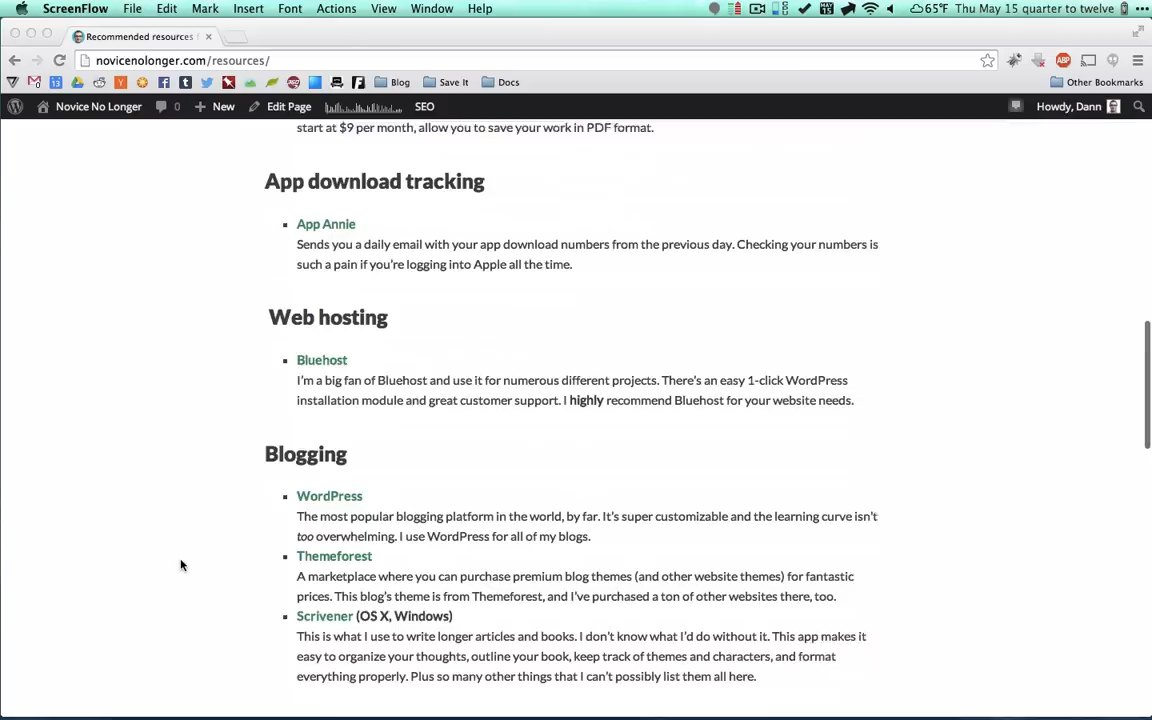 ScreenFlow File Edit Mark Insert Font Actions View Window Help 65°F Thu May 15 quarter to twelve
Recommended resources
novicenolonger.com/resources/
Blog Save It Docs Other Bookmarks
Novice No Longer 0 New Edit Page SEO Howdy, Dann
start at $9 per month, allow you to save your work in PDF format.
App download tracking
App Annie
Sends you a daily email with your app download numbers from the previous day. Checking your numbers is
such a pain if you're logging into Apple all the time.
Web hosting
Bluehost
I'm a big fan of Bluehost and use it for numerous different projects. There's an easy 1-click WordPress
installation module and great customer support. I highly recommend Bluehost for your website needs.
Blogging
WordPress
The most popular blogging platform in the world, by far. It's super customizable and the learning curve isn't
too overwhelming. I use WordPress for all of my blogs.
Themeforest
A marketplace where you can purchase premium blog themes (and other website themes) for fantastic
prices. This blog's theme is from Themeforest, and I've purchased a ton of other websites there, too.
Scrivener (OS X, Windows)
This is what I use to write longer articles and books. I don't know what I'd do without it. This app makes it
easy to organize your thoughts, outline your book, keep track of themes and characters, and format
everything properly. Plus so many other things that I can't possibly list them all here.